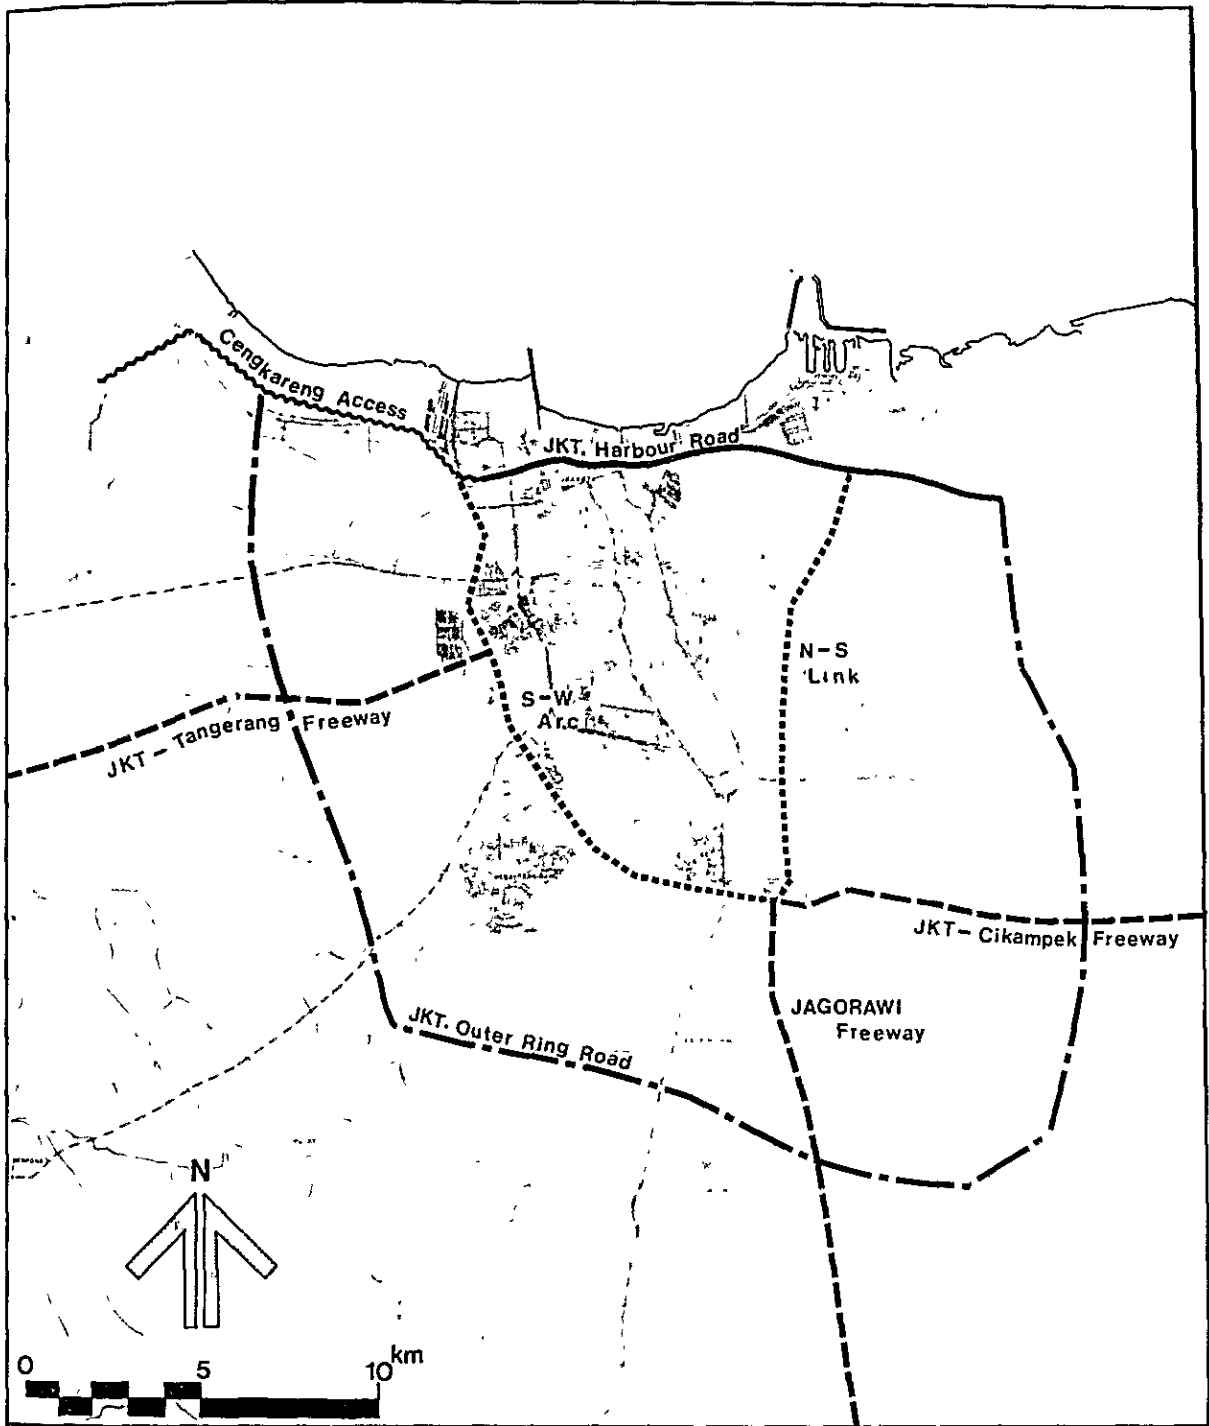 Cengkareng Access
JKT. Harbour Road
N-S
Link
S-W
Arc
JKT-Tangerang Freeway
JKT-Cikampek Freeway
JAGORAWI
Freeway
JKT. Outer Ring Road
N
0 5 10 km